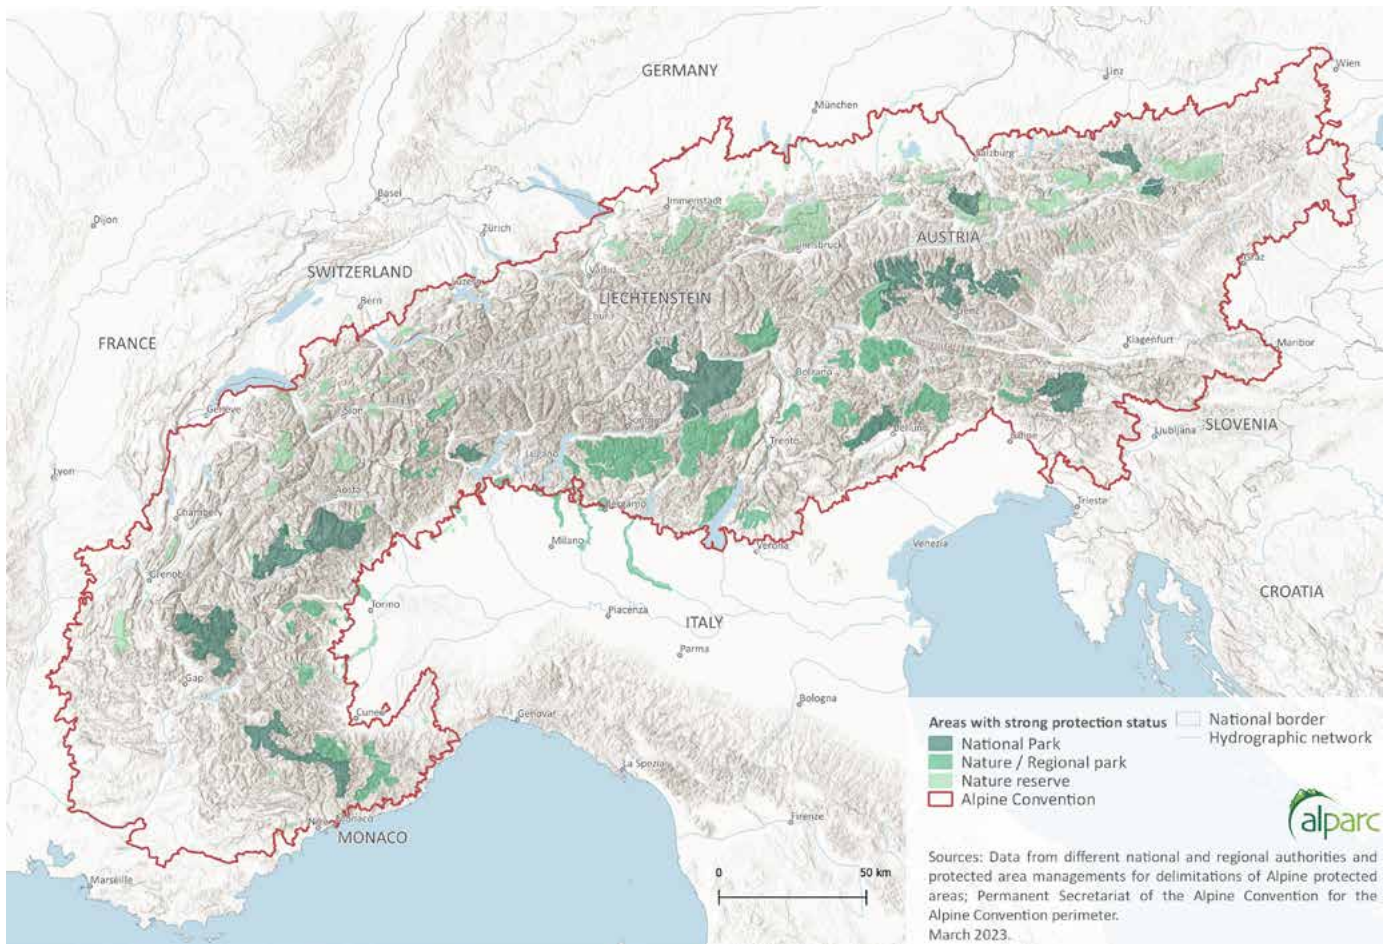 GERMANY
Linz
Wien
München
Salzburg
Basel
Immenstadt
Dijon
Zürich
Innsbruck
AUSTRIA
SWITZERLAND
Vaduz
Graz
Bern
LIECHTENSTEIN
FRANCE
Klagenfurt
Maribor
Bolzano
Genève
Sion
Belluno
SLOVENIA
Udine
Ljubljana
Trento
Lyon
Lugano
Aosta
Bergamo
Trieste
Chambéry
Milano
Verona
Venezia
Grenoble
CROATIA
Torino
Piacenza
ITALY
Parma
Gap
Bologna
Cuneo
Genova
La Spezia
Firenze
Monaco
MONACO
Marseille
0 50 km
Areas with strong protection status
National Park
Nature / Regional park
Nature reserve
Alpine Convention
National border
Hydrographic network
alparc
Sources: Data from different national and regional authorities and
protected area managements for delimitations of Alpine protected
areas; Permanent Secretariat of the Alpine Convention for the
Alpine Convention perimeter.
March 2023.